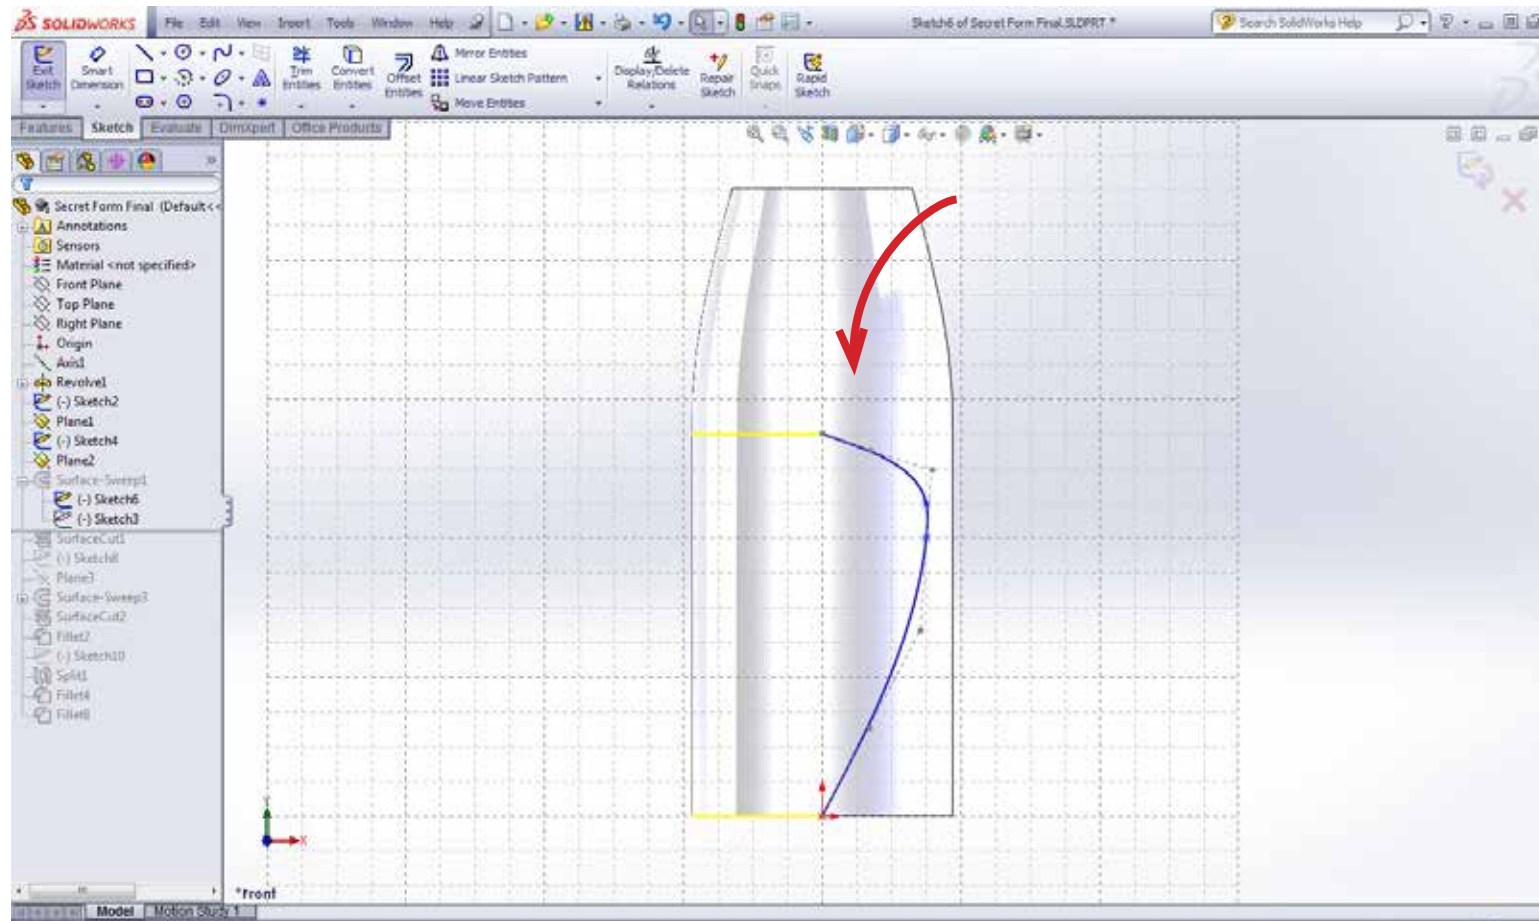 SOLIDWORKS File Edit View Insert Tools Window Help Sketch6 of Secret Form Final.SLDPRT * Search SolidWorks Help
Exit Sketch
Smart Dimension
Trim Entities
Convert Entities
Offset Entities
Mirror Entities
Linear Sketch Pattern
Move Entities
Display/Delete Relations
Repair Sketch
Quick Snaps
Rapid Sketch
Features Sketch Evaluate DimXpert Office Products
Secret Form Final (Default<<
Annotations
Sensors
Material <not specified>
Front Plane
Top Plane
Right Plane
Origin
Axis1
Revolve1
(-) Sketch2
Plane1
(-) Sketch4
Plane2
Surface-Sweep1
(-) Sketch6
(-) Sketch3
SurfaceCut1
(-) Sketch8
Plane3
Surface-Sweep3
SurfaceCut2
Fillet2
(-) Sketch10
Split1
Fillet4
Fillet8
Y
X
*Front
Model Motion Study 1